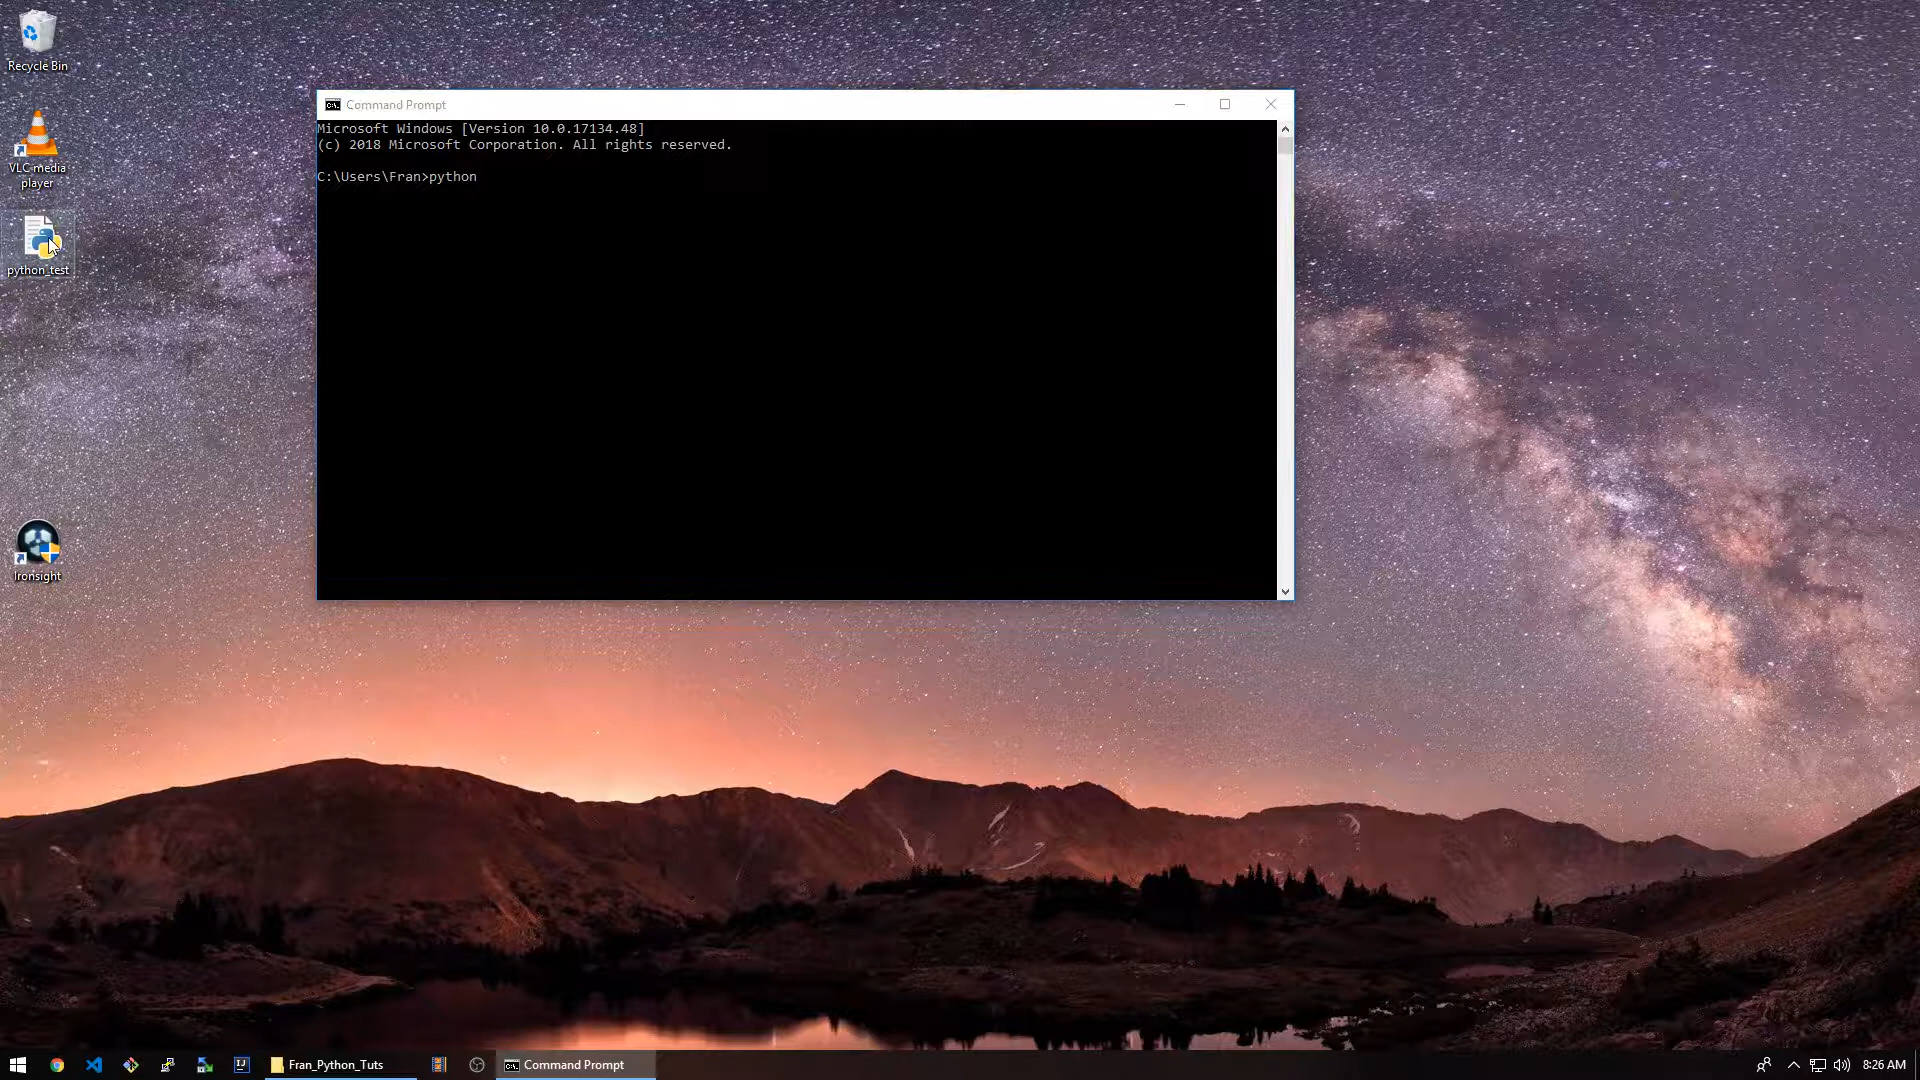 Recycle Bin
VLC media
player
python_test
Ironsight
Command Prompt
Microsoft Windows [Version 10.0.17134.48]
(c) 2018 Microsoft Corporation. All rights reserved.
C:\Users\Fran>python
Fran_Python_Tuts
Command Prompt
8:26 AM